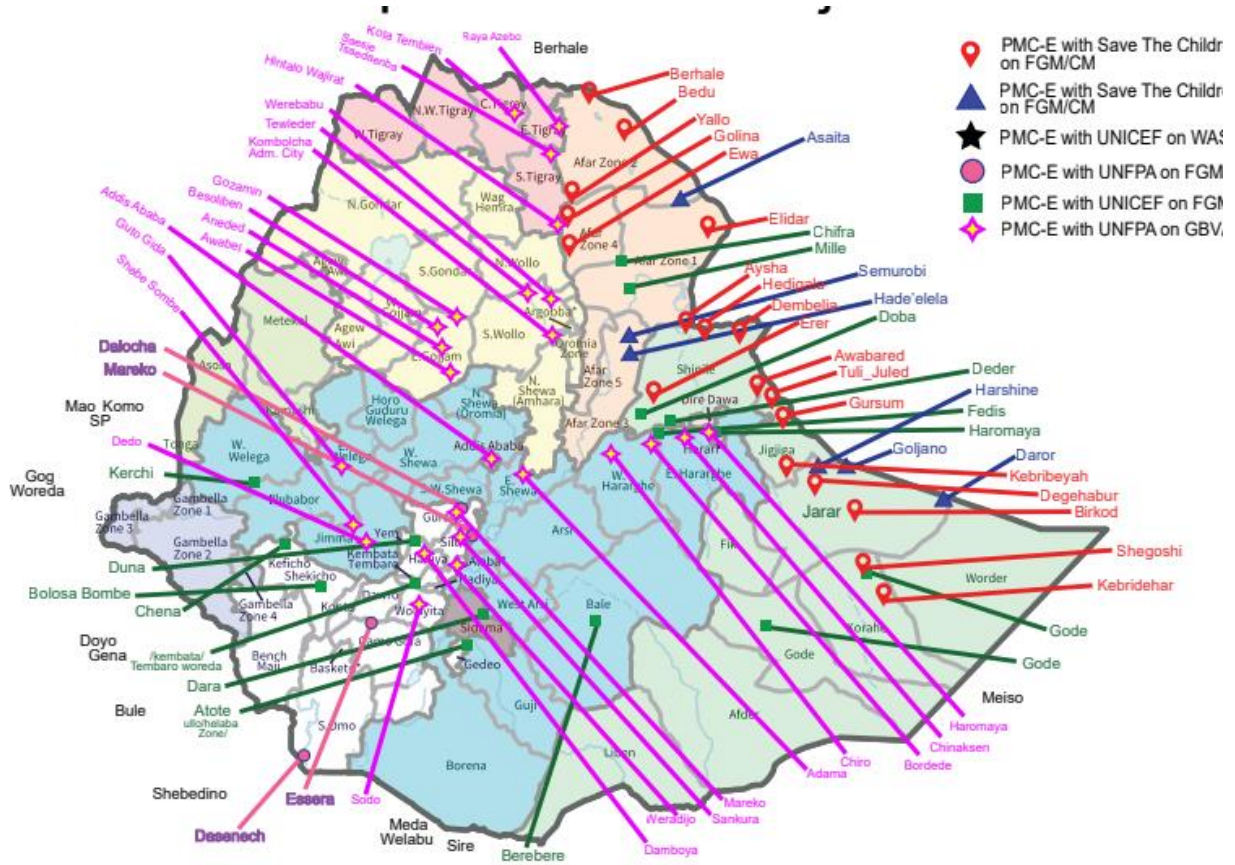 Kola Tembien
Raya Azebo
Berhale
Saesie
Tssedaenba
Hintalo Wajirat
Werebabu
Tewleder
Kombolcha
Adm. City
Gozamin
Besoliben
Aneded
Awabel
Addis Ababa
Guto Gida
Shebe Sombe
Dalocha
Mareko
Mao Komo
SP
Dedo
Kerchi
Gog
Woreda
Duna
Bolosa Bombe
Chena
Doyo
Gena
/kembata/
Tembaro woreda
Dara
Bule
Atote
ullo/helaba
Zone/
Shebedino
Essera
Dasenech
Sodo
Meda
Welabu
Sire
Berebere
Damboya
Weradijo
Sankura
Mareko
Adama
Chiro
Bordede
Chinaksen
Haromaya
Meiso
Gode
Gode
Kebridehar
Shegoshi
Birkod
Degehabur
Kebribeyah
Daror
Goljano
Haromaya
Fedis
Harshine
Deder
Gursum
Tuli_Juled
Awabared
Doba
Erer
Dembelia
Hade'elela
Hedigala
Semurobi
Aysha
Mille
Chifra
Elidar
Asaita
Ewa
Golina
Yallo
Bedu
Berhale
PMC-E with Save The Childr
on FGM/CM
PMC-E with Save The Childre
on FGM/CM
PMC-E with UNICEF on WAS
PMC-E with UNFPA on FGM
PMC-E with UNICEF on FGM
PMC-E with UNFPA on GBV/
W.Tigray
N.W.Tigray
C.Tigray
E.Tigray
S.Tigray
Afar Zone 2
Afar
Zone 4
Afar Zone 1
Afar
Zone 5
Afar Zone 3
N.Gondar
Wag
Hemra
S.Gondar
N.Wollo
Argobba*
Oromia
Zone
S.Wollo
Agew
Awi
E.Gojjam
N.
Shewa
(Amhara)
N.
Shewa
(Oromia)
Metekel
Horo
Guduru
Welega
Tongo
W.
Welega
Illubabor
W.
Shewa
Addis Ababa
S.W.Shewa
E.
Shewa
Arsi
W.
Hararghe
E.Hararghe
Harari
Dire Dawa
Shinile
Jigjiga
Jarar
Fik
Worder
Korahe
Gode
Afder
Liben
Borena
Guji
Bale
West Arsi
Sidama
Gedeo
Gambella
Zone 1
Gambella
Zone 3
Gambella
Zone 2
Gambella
Zone 4
Jimma
Yem
Kembata
Tembaro
Hadiya
Keficho
Shekicho
Bench
Maji
S.Omo